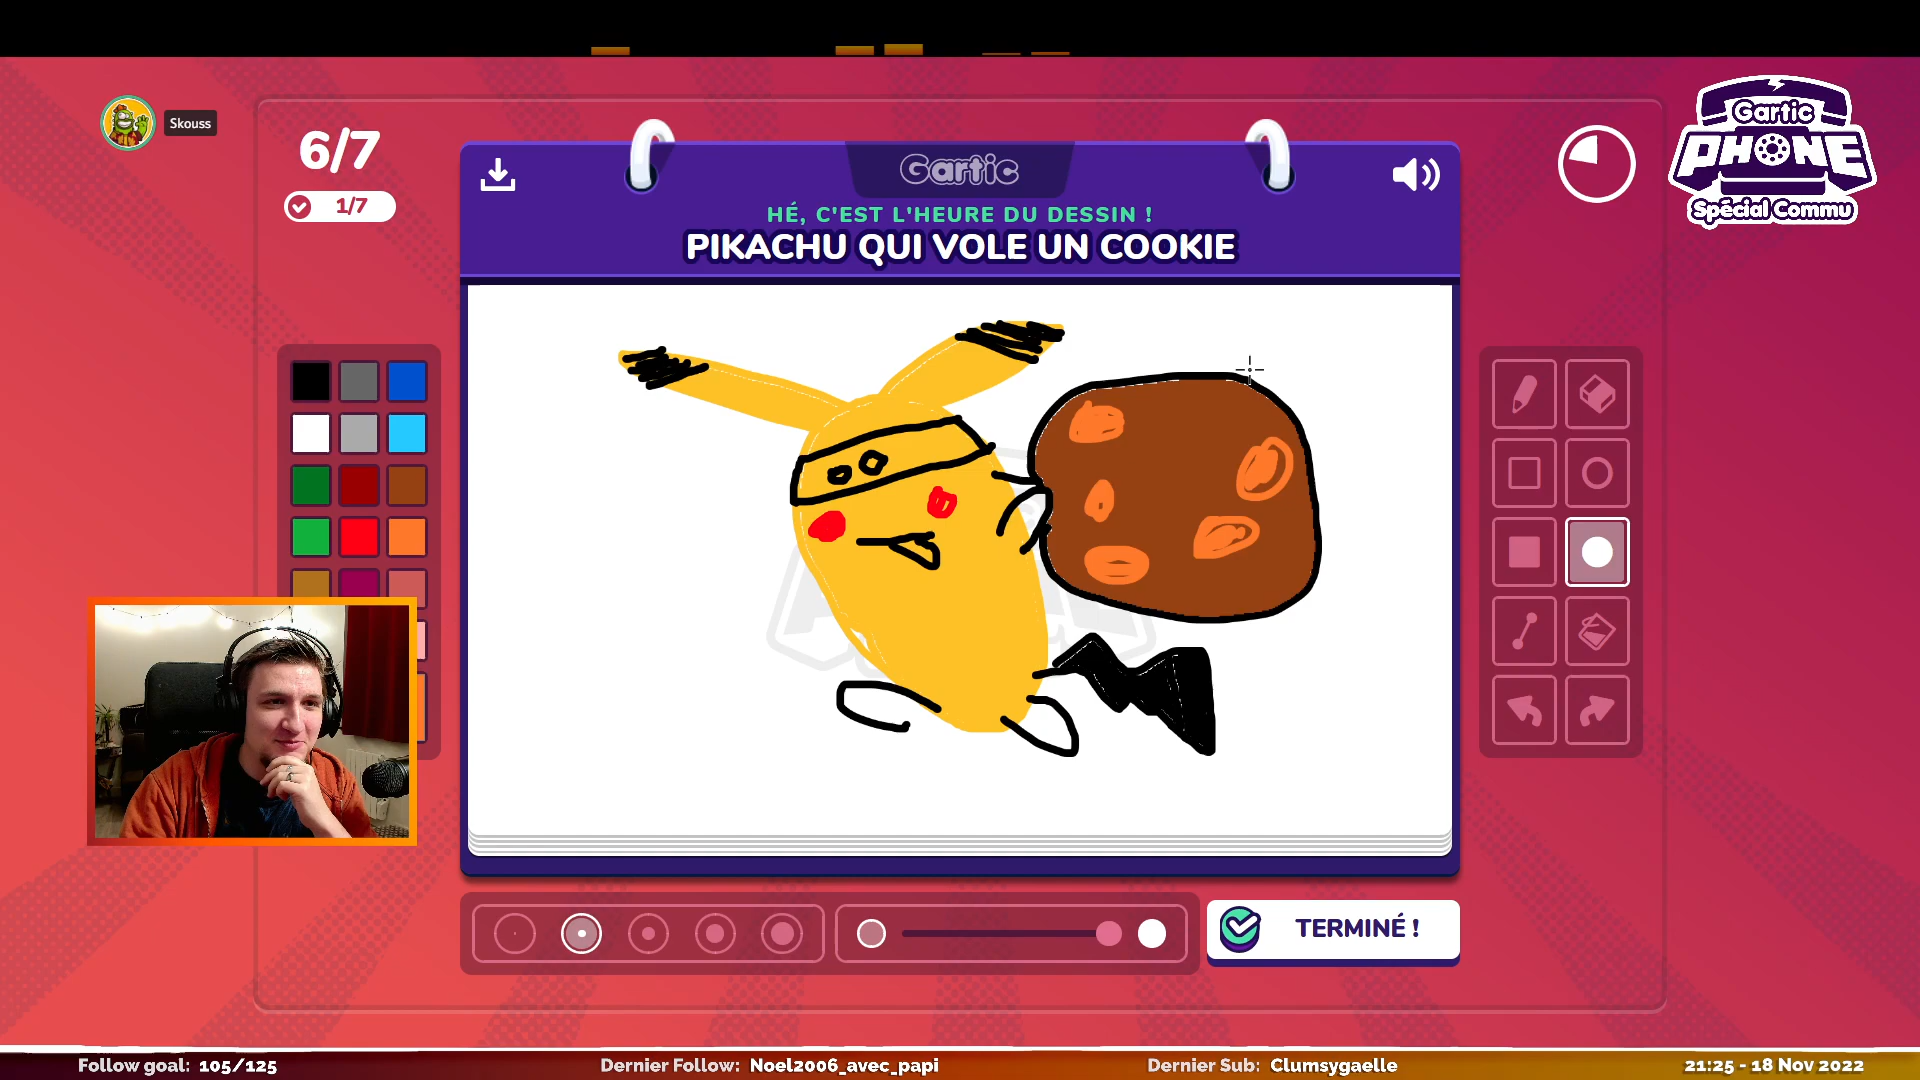 Skouss
6/7
1/7
Gartic
HÉ, C'EST L'HEURE DU DESSIN !
PIKACHU QUI VOLE UN COOKIE
Gartic
PHONE
Spécial Commu
TERMINÉ !
Follow goal: 105/125
Dernier Follow: Noel2006_avec_papi
Dernier Sub: Clumsygaelle
21:25 - 18 Nov 2022